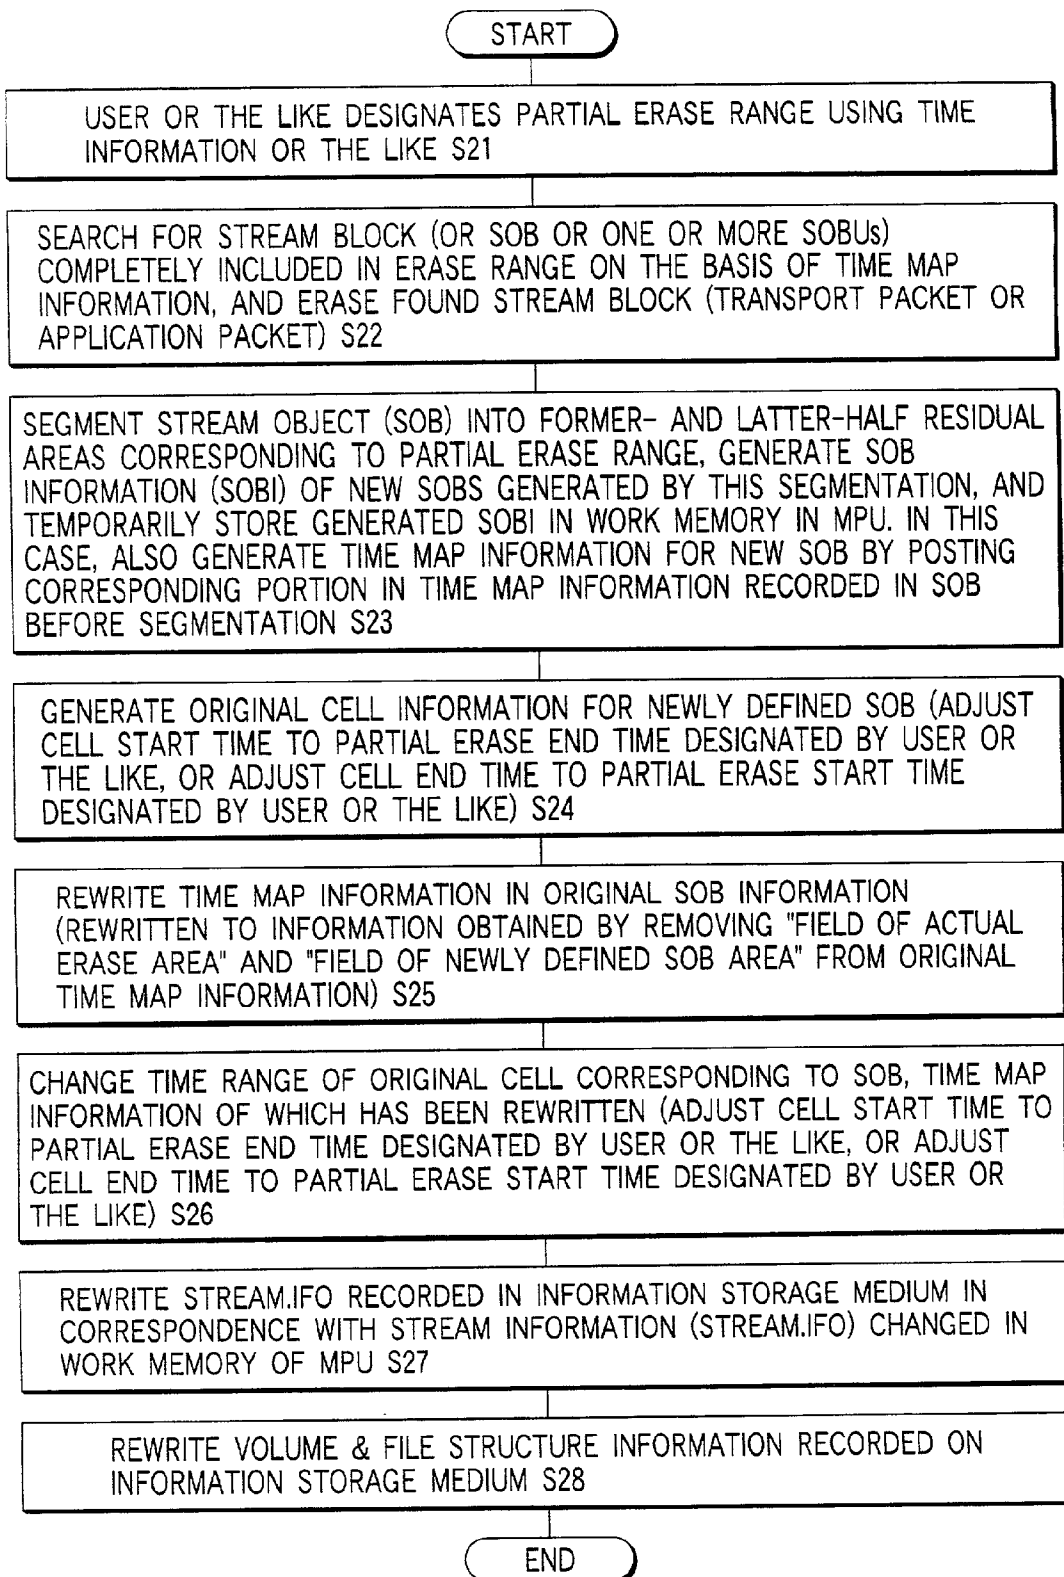 START
USER OR THE LIKE DESIGNATES PARTIAL ERASE RANGE USING TIME
INFORMATION OR THE LIKE S21
SEARCH FOR STREAM BLOCK (OR SOB OR ONE OR MORE SOBUs)
COMPLETELY INCLUDED IN ERASE RANGE ON THE BASIS OF TIME MAP
INFORMATION, AND ERASE FOUND STREAM BLOCK (TRANSPORT PACKET OR
APPLICATION PACKET) S22
SEGMENT STREAM OBJECT (SOB) INTO FORMER- AND LATTER-HALF RESIDUAL
AREAS CORRESPONDING TO PARTIAL ERASE RANGE, GENERATE SOB
INFORMATION (SOBI) OF NEW SOBS GENERATED BY THIS SEGMENTATION, AND
TEMPORARILY STORE GENERATED SOBI IN WORK MEMORY IN MPU. IN THIS
CASE, ALSO GENERATE TIME MAP INFORMATION FOR NEW SOB BY POSTING
CORRESPONDING PORTION IN TIME MAP INFORMATION RECORDED IN SOB
BEFORE SEGMENTATION S23
GENERATE ORIGINAL CELL INFORMATION FOR NEWLY DEFINED SOB (ADJUST
CELL START TIME TO PARTIAL ERASE END TIME DESIGNATED BY USER OR
THE LIKE, OR ADJUST CELL END TIME TO PARTIAL ERASE START TIME
DESIGNATED BY USER OR THE LIKE) S24
REWRITE TIME MAP INFORMATION IN ORIGINAL SOB INFORMATION
(REWRITTEN TO INFORMATION OBTAINED BY REMOVING "FIELD OF ACTUAL
ERASE AREA" AND "FIELD OF NEWLY DEFINED SOB AREA" FROM ORIGINAL
TIME MAP INFORMATION) S25
CHANGE TIME RANGE OF ORIGINAL CELL CORRESPONDING TO SOB, TIME MAP
INFORMATION OF WHICH HAS BEEN REWRITTEN (ADJUST CELL START TIME TO
PARTIAL ERASE END TIME DESIGNATED BY USER OR THE LIKE, OR ADJUST
CELL END TIME TO PARTIAL ERASE START TIME DESIGNATED BY USER OR
THE LIKE) S26
REWRITE STREAM.IFO RECORDED IN INFORMATION STORAGE MEDIUM IN
CORRESPONDENCE WITH STREAM INFORMATION (STREAM.IFO) CHANGED IN
WORK MEMORY OF MPU S27
REWRITE VOLUME & FILE STRUCTURE INFORMATION RECORDED ON
INFORMATION STORAGE MEDIUM S28
END